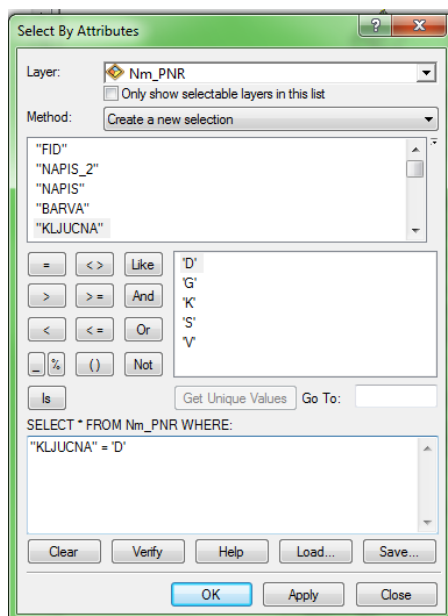 Select By Attributes
Layer: Nm_PNR
Only show selectable layers in this list
Method: Create a new selection
"FID"
"NAPIS_2"
"NAPIS"
"BARVA"
"KLJUCNA"
= < > Like
> > = And
< < = Or
_ % ( ) Not
Is
'D'
'G'
'K'
'S'
'V'
Get Unique Values Go To:
SELECT * FROM Nm_PNR WHERE:
"KLJUCNA" = 'D'
Clear Verify Help Load... Save...
OK Apply Close